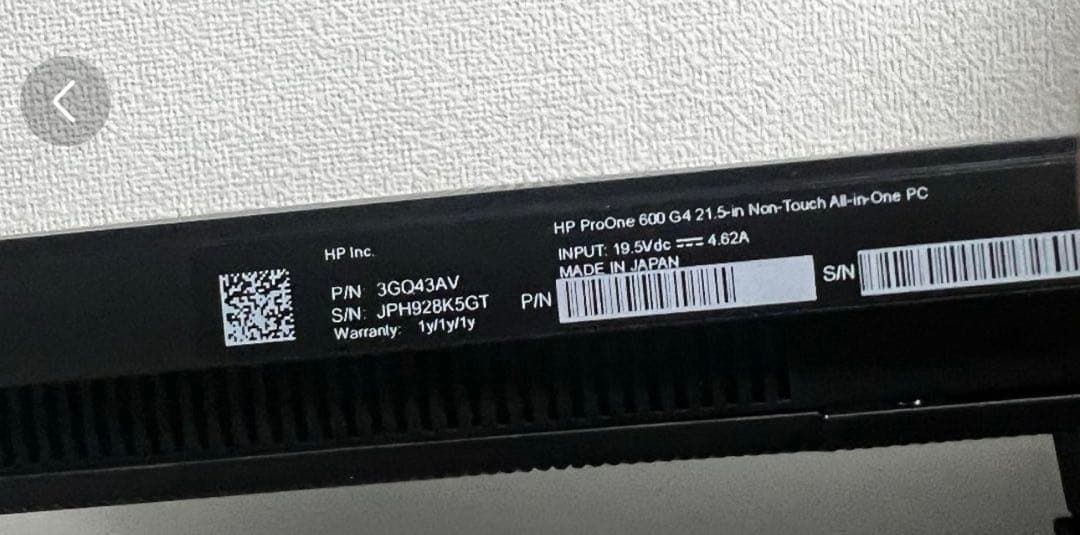 HP Inc.
P/N 3GQ43AV
S/N: JPH928K5GT
Warranty: 1y/1y/1y
HP ProOne 600 G4 21.5-in Non-Touch All-in-One PC
INPUT: 19.5Vdc ⎓ 4.62A
MADE IN JAPAN
P/N
S/N